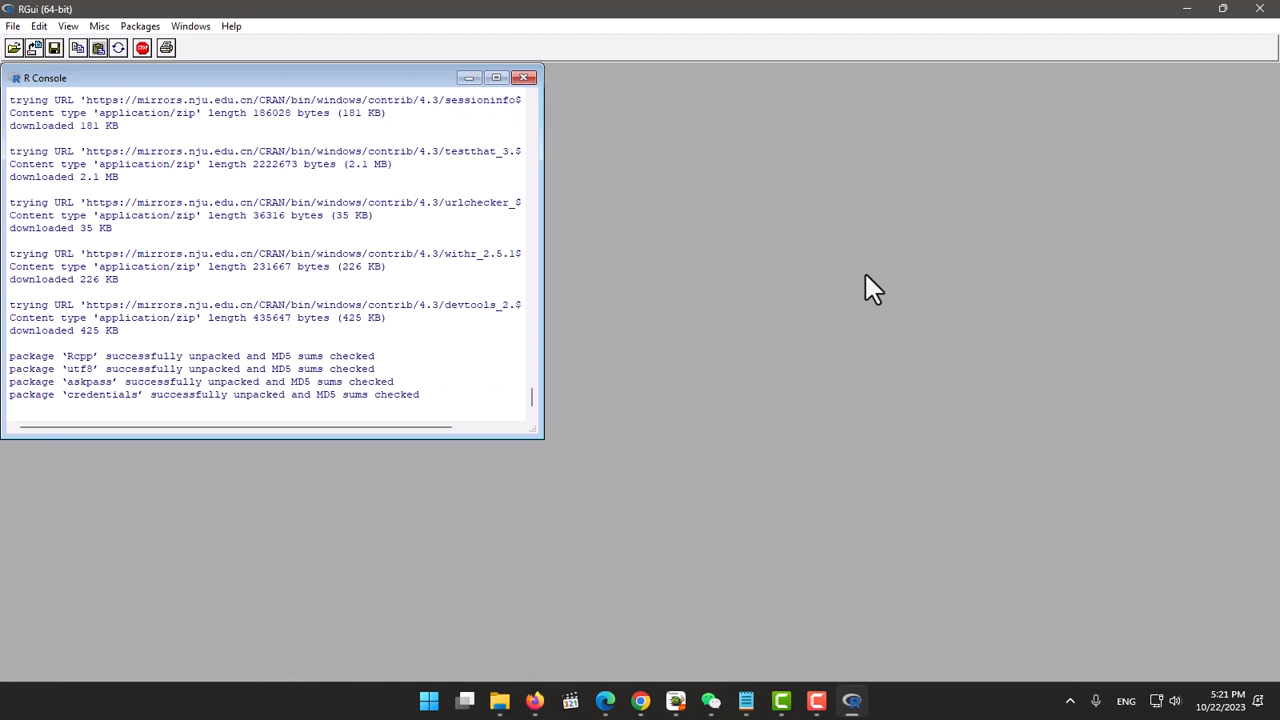 RGui (64-bit)
File Edit View Misc Packages Windows Help
STOP
R Console
trying URL 'https://mirrors.nju.edu.cn/CRAN/bin/windows/contrib/4.3/sessioninfo$
Content type 'application/zip' length 186028 bytes (181 KB)
downloaded 181 KB
trying URL 'https://mirrors.nju.edu.cn/CRAN/bin/windows/contrib/4.3/testthat_3.$
Content type 'application/zip' length 2222673 bytes (2.1 MB)
downloaded 2.1 MB
trying URL 'https://mirrors.nju.edu.cn/CRAN/bin/windows/contrib/4.3/urlchecker_$
Content type 'application/zip' length 36316 bytes (35 KB)
downloaded 35 KB
trying URL 'https://mirrors.nju.edu.cn/CRAN/bin/windows/contrib/4.3/withr_2.5.1$
Content type 'application/zip' length 231667 bytes (226 KB)
downloaded 226 KB
trying URL 'https://mirrors.nju.edu.cn/CRAN/bin/windows/contrib/4.3/devtools_2.$
Content type 'application/zip' length 435647 bytes (425 KB)
downloaded 425 KB
package ‘Rcpp’ successfully unpacked and MD5 sums checked
package ‘utf8’ successfully unpacked and MD5 sums checked
package ‘askpass’ successfully unpacked and MD5 sums checked
package ‘credentials’ successfully unpacked and MD5 sums checked
321
ENG
5:21 PM
10/22/2023